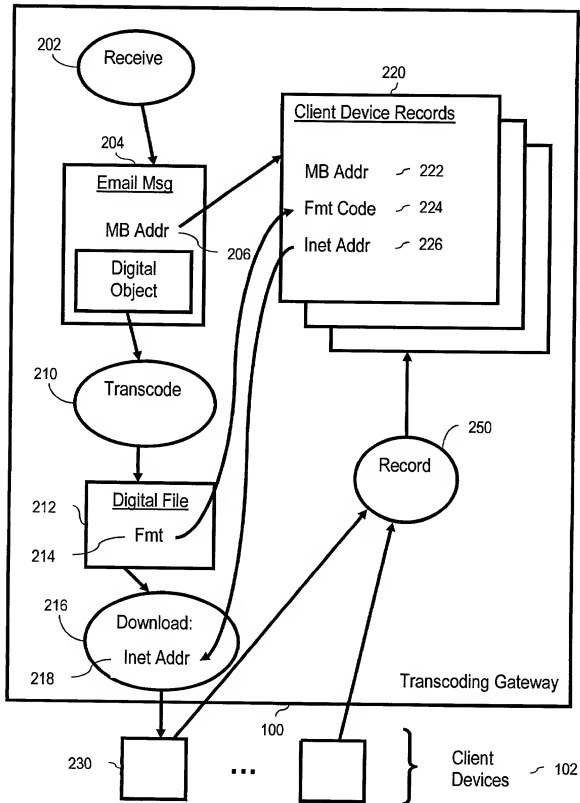 202
Receive
204
Email Msg
MB Addr
206
Digital
Object
220
Client Device Records
MB Addr
222
Fmt Code
224
Inet Addr
226
210
Transcode
212
Digital File
Fmt
214
250
Record
216
Download:
Inet Addr
218
Transcoding Gateway
100
230
...
Client
Devices
102